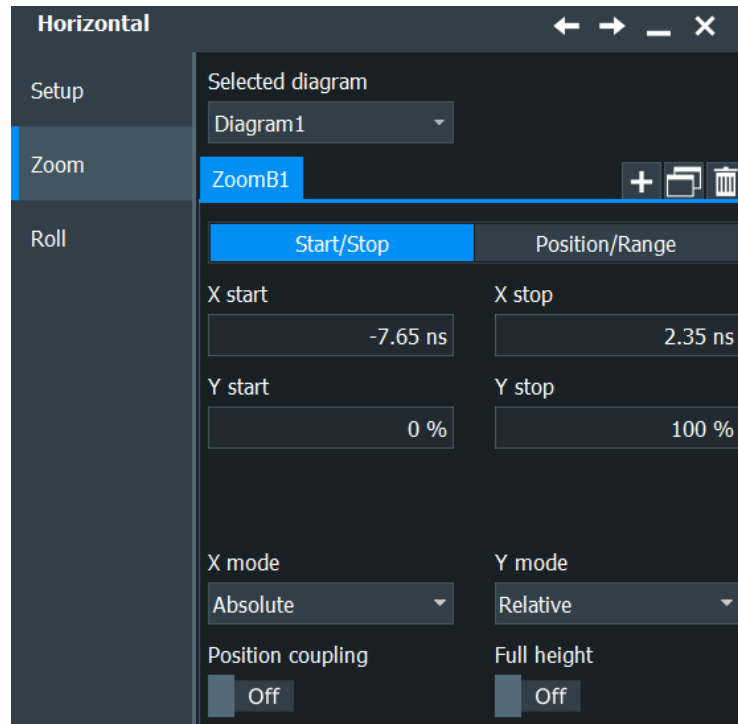 Horizontal
Setup
Zoom
Roll
Selected diagram
Diagram1
ZoomB1
Start/Stop Position/Range
X start X stop
-7.65 ns 2.35 ns
Y start Y stop
0 % 100 %
X mode Y mode
Absolute Relative
Position coupling Full height
Off Off